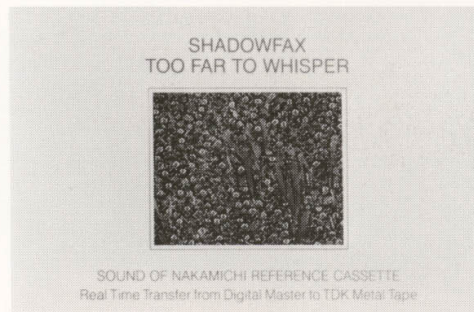 SHADOWFAX
TOO FAR TO WHISPER
SOUND OF NAKAMICHI REFERENCE CASSETTE
Real Time Transfer from Digital Master to TDK Metal Tape